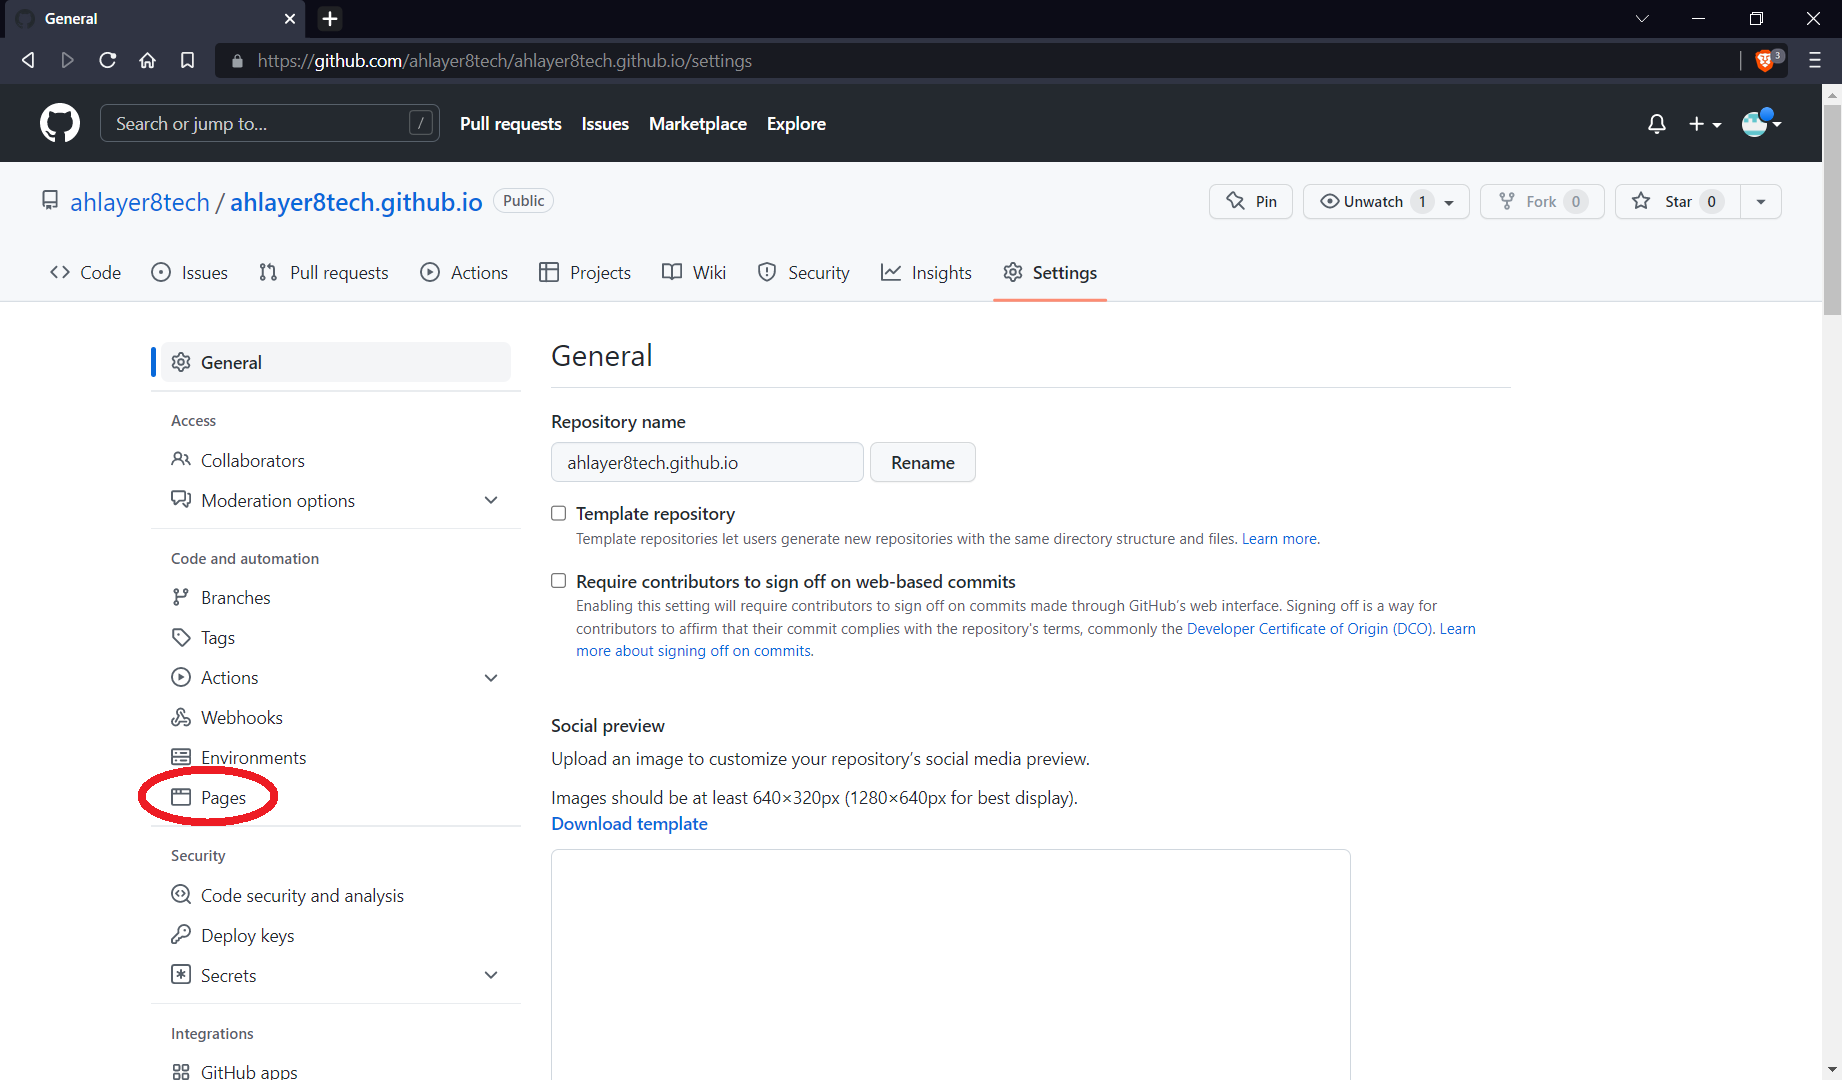 General
https://github.com/ahlayer8tech/ahlayer8tech.github.io/settings
3
Search or jump to...
/
Pull requests
Issues
Marketplace
Explore
ahlayer8tech / ahlayer8tech.github.io
Public
Pin
Unwatch 1
Fork 0
Star 0
Code
Issues
Pull requests
Actions
Projects
Wiki
Security
Insights
Settings
General
Access
Collaborators
Moderation options
Code and automation
Branches
Tags
Actions
Webhooks
Environments
Pages
Security
Code security and analysis
Deploy keys
Secrets
Integrations
GitHub apps
General
Repository name
ahlayer8tech.github.io
Rename
Template repository
Template repositories let users generate new repositories with the same directory structure and files. Learn more.
Require contributors to sign off on web-based commits
Enabling this setting will require contributors to sign off on commits made through GitHub's web interface. Signing off is a way for
contributors to affirm that their commit complies with the repository's terms, commonly the Developer Certificate of Origin (DCO). Learn
more about signing off on commits.
Social preview
Upload an image to customize your repository's social media preview.
Images should be at least 640×320px (1280×640px for best display).
Download template